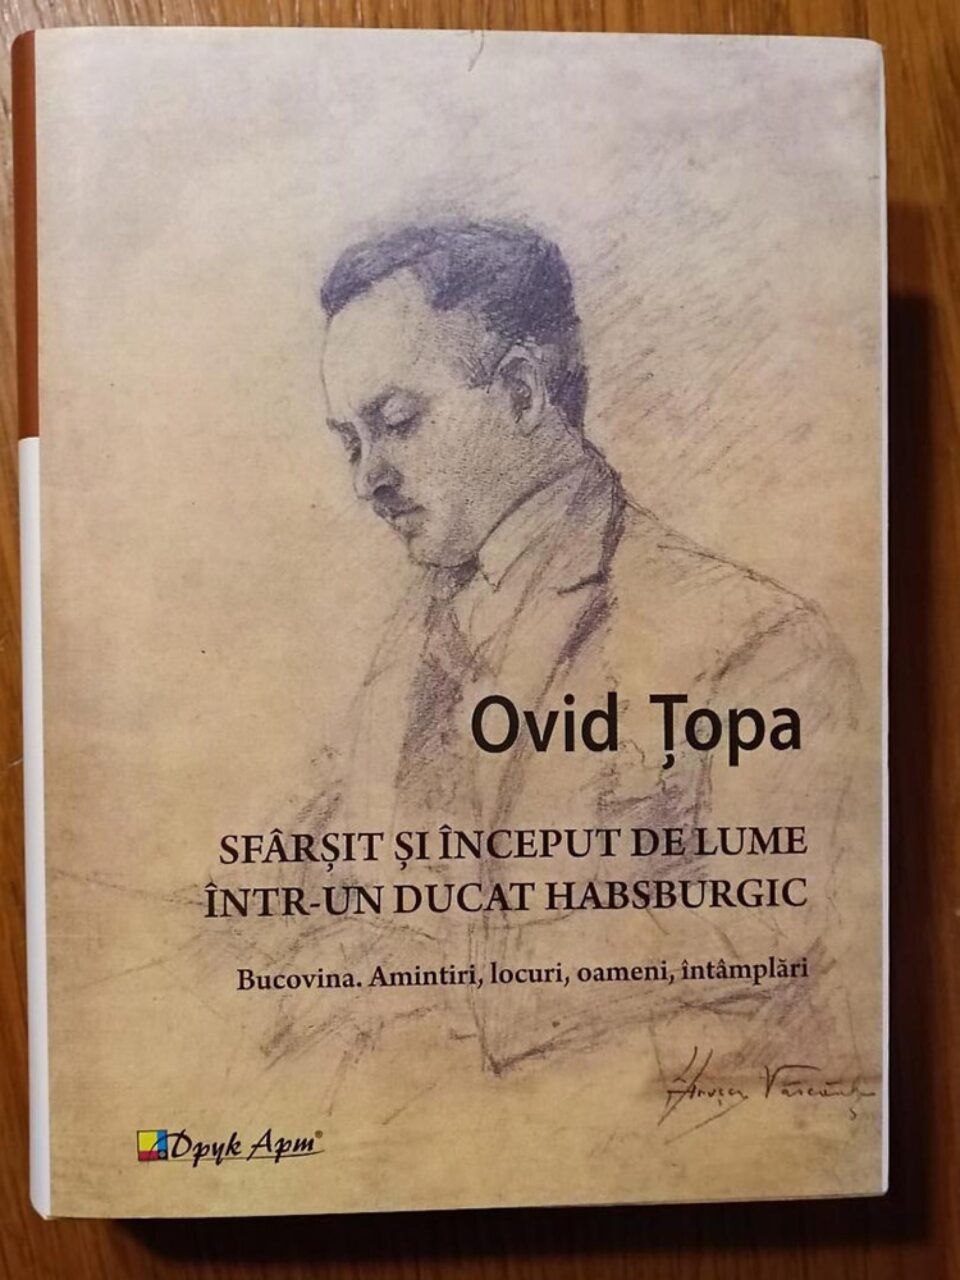 Ovid Țopa
SFÂRȘIT ȘI ÎNCEPUT DE LUME
ÎNTR-UN DUCAT HABSBURGIC
Bucovina. Amintiri, locuri, oameni, întâmplări
Друк Арт®